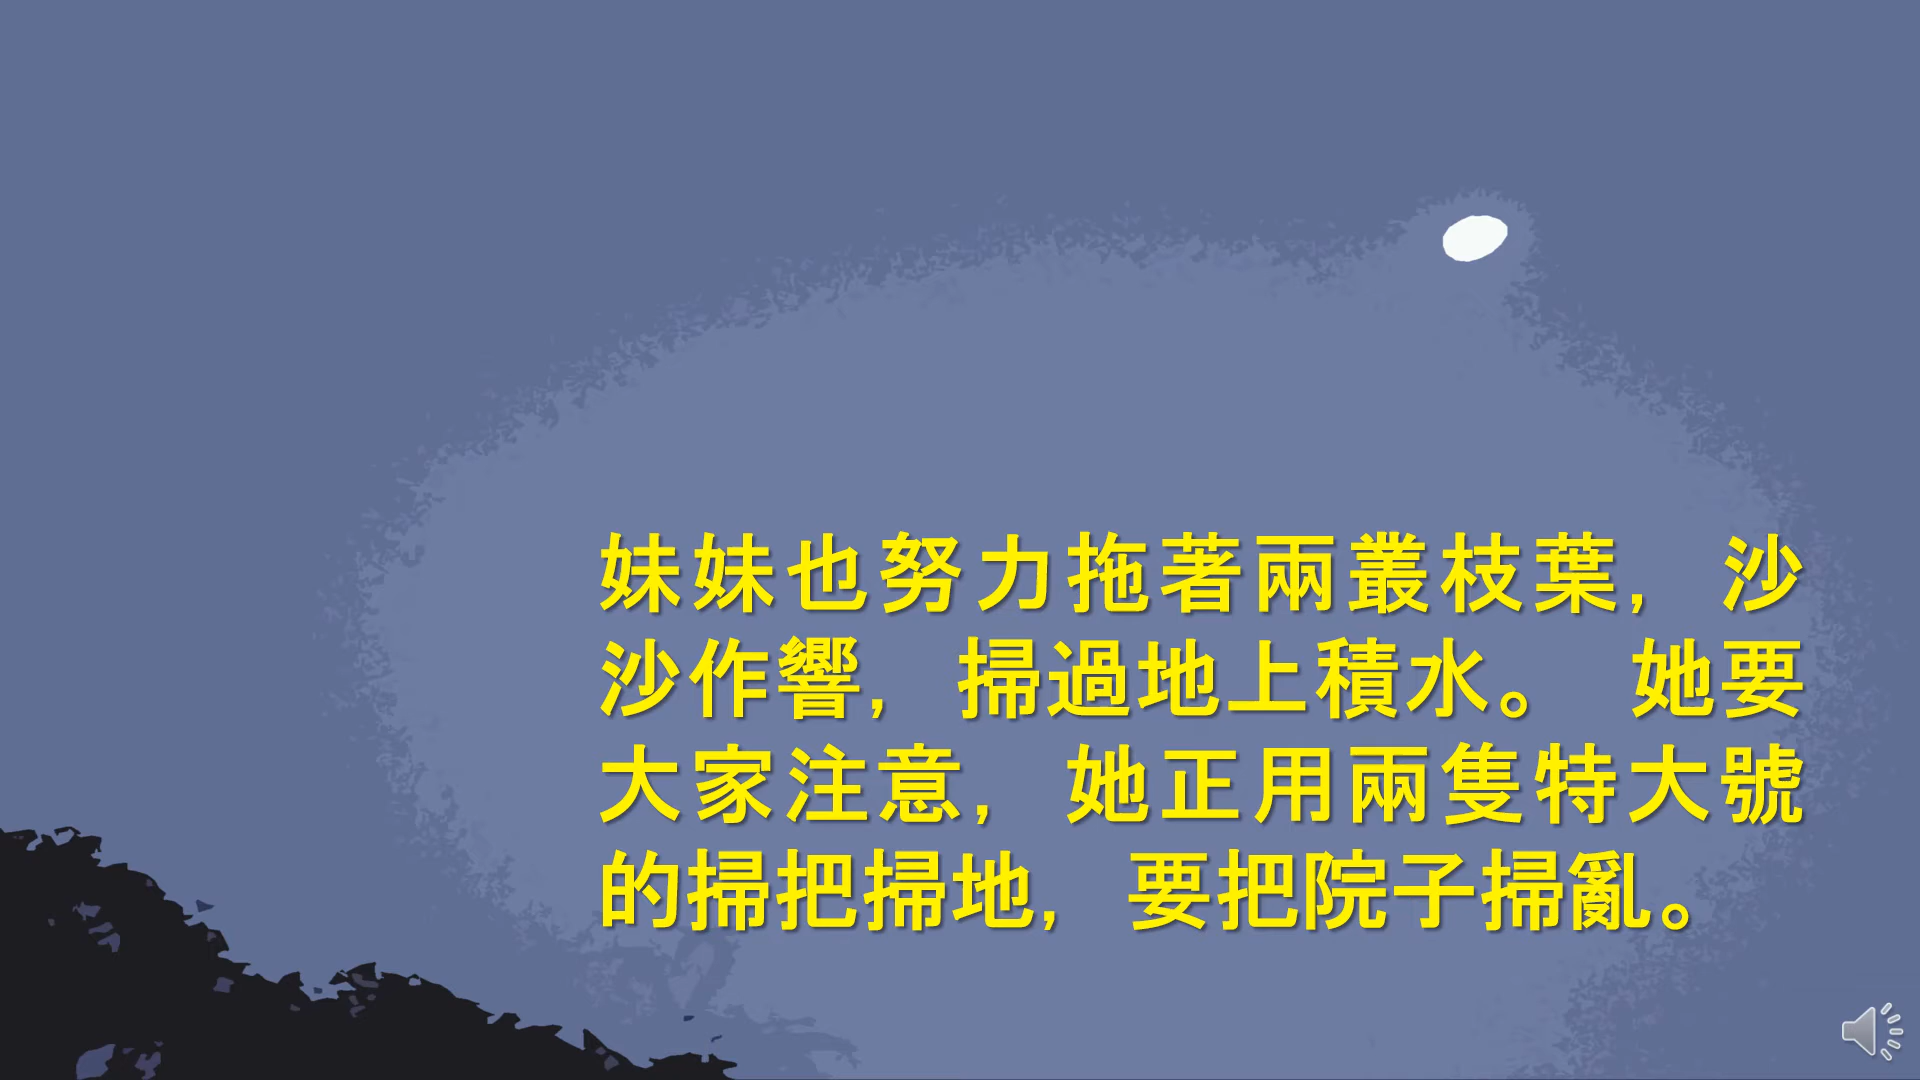 妹妹也努力拖著兩叢枝葉, 沙
沙作響, 掃過地上積水。 她要
大家注意, 她正用兩隻特大號
的掃把掃地, 要把院子掃亂。